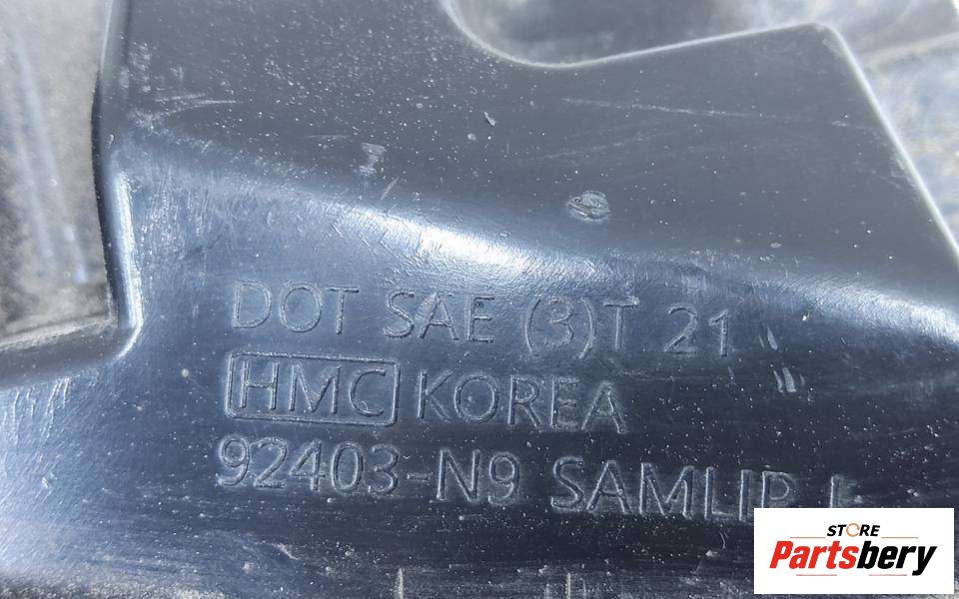 DOT SAE (3)T 21
HMC KOREA
92403-N9 SAMLIP L
STORE
Partsbery